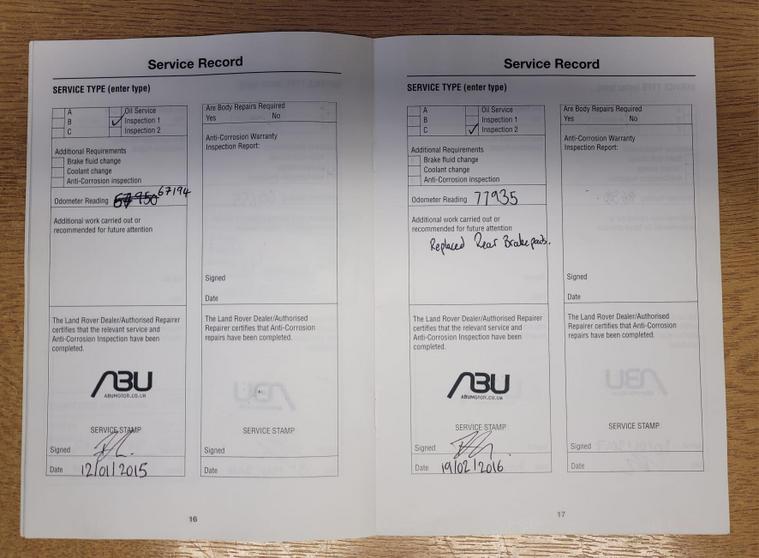 Service Record
SERVICE TYPE (enter type)
A
B
C
Oil Service
✓ Inspection 1
Inspection 2
Additional Requirements
Brake fluid change
Coolant change
Anti-Corrosion inspection
Odometer Reading 67194
Additional work carried out or
recommended for future attention
The Land Rover Dealer/Authorised Repairer
certifies that the relevant service and
Anti-Corrosion Inspection have been
completed.
ABU
ABUMOTOR.CO.UK
SERVICE STAMP
Signed
Date 12/01/2015
Are Body Repairs Required
Yes No
Anti-Corrosion Warranty
Inspection Report:
Signed
Date
The Land Rover Dealer/Authorised
Repairer certifies that Anti-Corrosion
repairs have been completed.
SERVICE STAMP
Signed
Date
16
Service Record
SERVICE TYPE (enter type)
A
B
C
Oil Service
Inspection 1
✓ Inspection 2
Additional Requirements
Brake fluid change
Coolant change
Anti-Corrosion inspection
Odometer Reading 77935
Additional work carried out or
recommended for future attention
Replaced Rear Brakepads.
The Land Rover Dealer/Authorised Repairer
certifies that the relevant service and
Anti-Corrosion Inspection have been
completed.
ABU
ABUMOTOR.CO.UK
SERVICE STAMP
Signed
Date 19/02/2016
Are Body Repairs Required
Yes No
Anti-Corrosion Warranty
Inspection Report:
Signed
Date
The Land Rover Dealer/Authorised
Repairer certifies that Anti-Corrosion
repairs have been completed.
SERVICE STAMP
Signed
Date
17